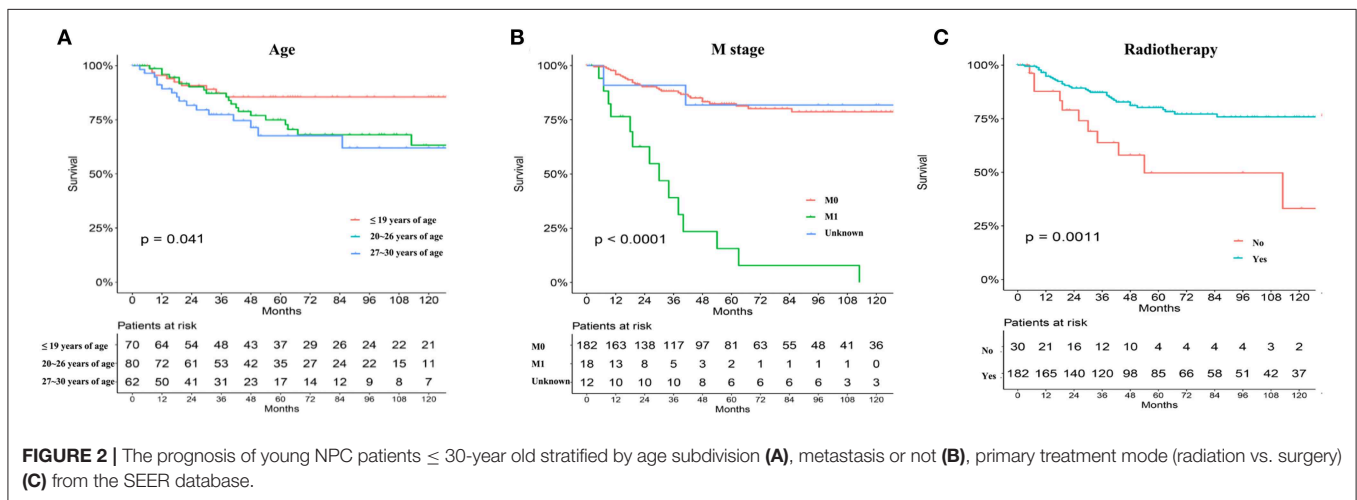 A
Age
100%
75%
50%
25%
0%
Survival
p = 0.041
≤ 19 years of age
20~26 years of age
27~30 years of age
0 12 24 36 48 60 72 84 96 108 120
Months
Patients at risk
≤ 19 years of age 70 64 54 48 43 37 29 26 24 22 21
20~26 years of age 80 72 61 53 42 35 27 24 22 15 11
27~30 years of age 62 50 41 31 23 17 14 12 9 8 7
0 12 24 36 48 60 72 84 96 108 120
Months
B
M stage
100%
75%
50%
25%
0%
Survival
p < 0.0001
M0
M1
Unknown
0 12 24 36 48 60 72 84 96 108 120
Months
Patients at risk
M0 182 163 138 117 97 81 63 55 48 41 36
M1 18 13 8 5 3 2 1 1 1 1 0
Unknown 12 10 10 10 8 6 6 6 6 3 3
0 12 24 36 48 60 72 84 96 108 120
Months
C
Radiotherapy
100%
75%
50%
25%
0%
Survival
p = 0.0011
No
Yes
0 12 24 36 48 60 72 84 96 108 120
Months
Patients at risk
No 30 21 16 12 10 4 4 4 4 3 2
Yes 182 165 140 120 98 85 66 58 51 42 37
0 12 24 36 48 60 72 84 96 108 120
Months
FIGURE 2 | The prognosis of young NPC patients ≤ 30-year old stratified by age subdivision (A), metastasis or not (B), primary treatment mode (radiation vs. surgery)
(C) from the SEER database.